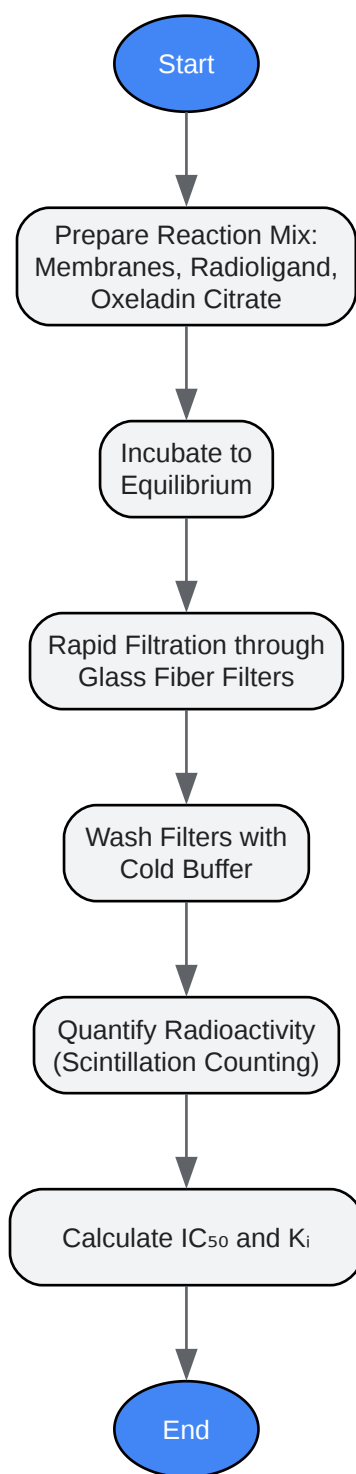 Start
Prepare Reaction Mix:
Membranes, Radioligand,
Oxeladin Citrate
Incubate to
Equilibrium
Rapid Filtration through
Glass Fiber Filters
Wash Filters with
Cold Buffer
Quantify Radioactivity
(Scintillation Counting)
Calculate IC₅₀ and Kᵢ
End